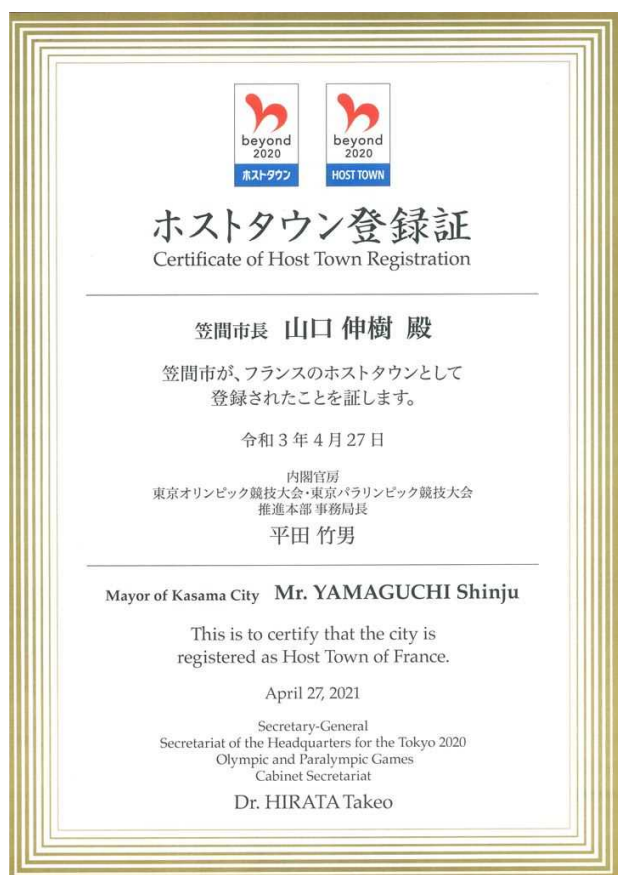 beyond
2020
ホストタウン
beyond
2020
HOST TOWN
ホストタウン登録証
Certificate of Host Town Registration
笠間市長 山口 伸樹 殿
笠間市が、フランスのホストタウンとして
登録されたことを証します。
令和3年4月27日
内閣官房
東京オリンピック競技大会・東京パラリンピック競技大会
推進本部 事務局長
平田 竹男
Mayor of Kasama City Mr. YAMAGUCHI Shinju
This is to certify that the city is
registered as Host Town of France.
April 27, 2021
Secretary-General
Secretariat of the Headquarters for the Tokyo 2020
Olympic and Paralympic Games
Cabinet Secretariat
Dr. HIRATA Takeo